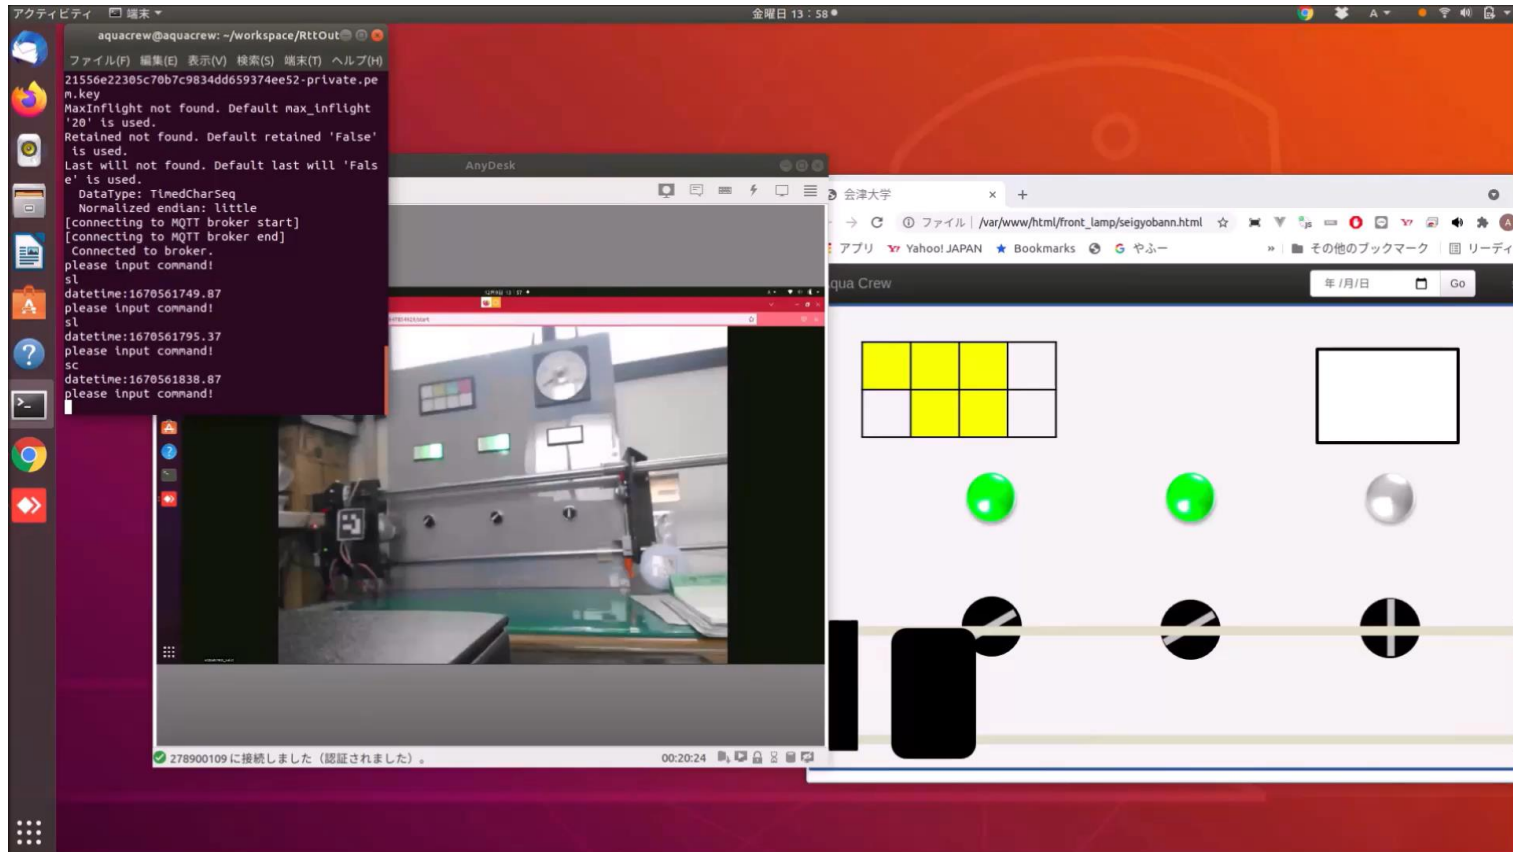 アクティビティ
端末
金曜日 13：58
A
aquacrew@aquacrew: ~/workspace/RttOut
ファイル(F) 編集(E) 表示(V) 検索(S) 端末(T) ヘルプ(H)
21556e22305c70b7c9834dd659374ee52-private.pe
m.key
MaxInflight not found. Default max_inflight
'20' is used.
Retained not found. Default retained 'False'
is used.
Last will not found. Default last will 'Fals
e' is used.
DataType: TimedCharSeq
Normalized endian: little
[connecting to MQTT broker start]
[connecting to MQTT broker end]
Connected to broker.
please input command!
sl
datetime:1670561749.87
please input command!
sl
datetime:1670561795.37
please input command!
sc
datetime:1670561838.87
please input command!
AnyDesk
278900109 に接続しました（認証されました）。
00:20:24
会津大学
ファイル | /var/www/html/front_lamp/seigyobann.html
アプリ Yahoo! JAPAN Bookmarks やふー » その他のブックマーク リーディ
qua Crew
年 /月/日
Go